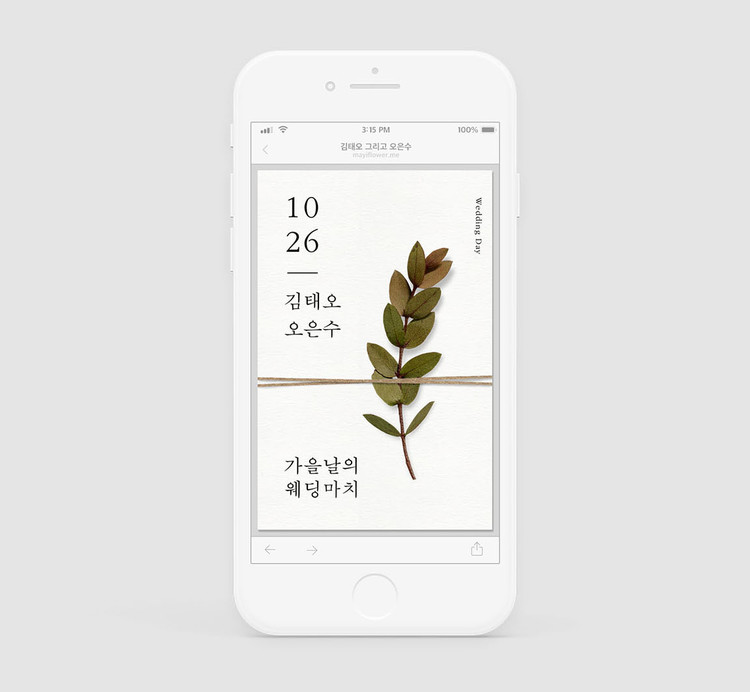 3:15 PM
100%
김태오 그리고 오은수
mayiflower.me
10
26
Wedding Day
김태오
오은수
가을날의
웨딩마치